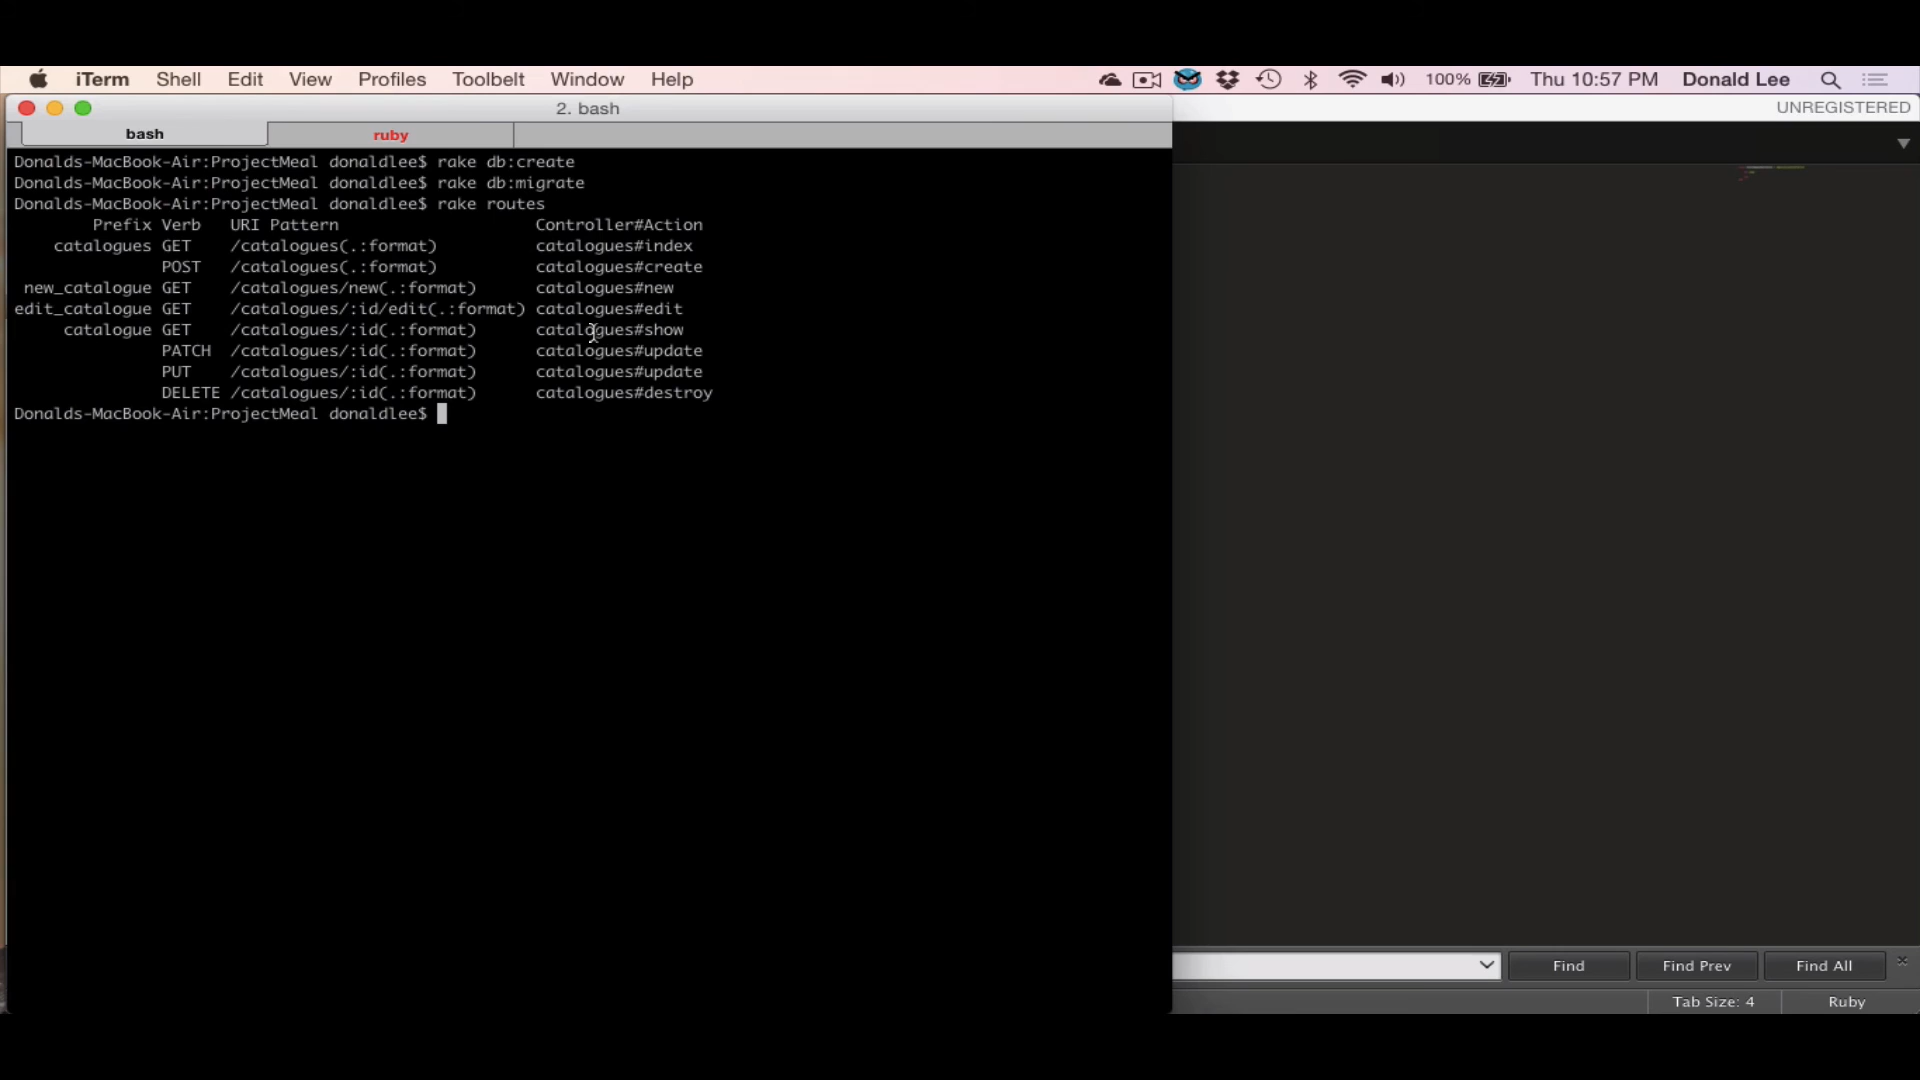 iTerm Shell Edit View Profiles Toolbelt Window Help 100% Thu 10:57 PM Donald Lee
2. bash
UNREGISTERED
bash ruby
Donalds-MacBook-Air:ProjectMeal donaldlee$ rake db:create
Donalds-MacBook-Air:ProjectMeal donaldlee$ rake db:migrate
Donalds-MacBook-Air:ProjectMeal donaldlee$ rake routes
Prefix Verb URI Pattern Controller#Action
catalogues GET /catalogues(.:format) catalogues#index
POST /catalogues(.:format) catalogues#create
new_catalogue GET /catalogues/new(.:format) catalogues#new
edit_catalogue GET /catalogues/:id/edit(.:format) catalogues#edit
catalogue GET /catalogues/:id(.:format) catalogues#show
PATCH /catalogues/:id(.:format) catalogues#update
PUT /catalogues/:id(.:format) catalogues#update
DELETE /catalogues/:id(.:format) catalogues#destroy
Donalds-MacBook-Air:ProjectMeal donaldlee$
Find Find Prev Find All
Tab Size: 4 Ruby